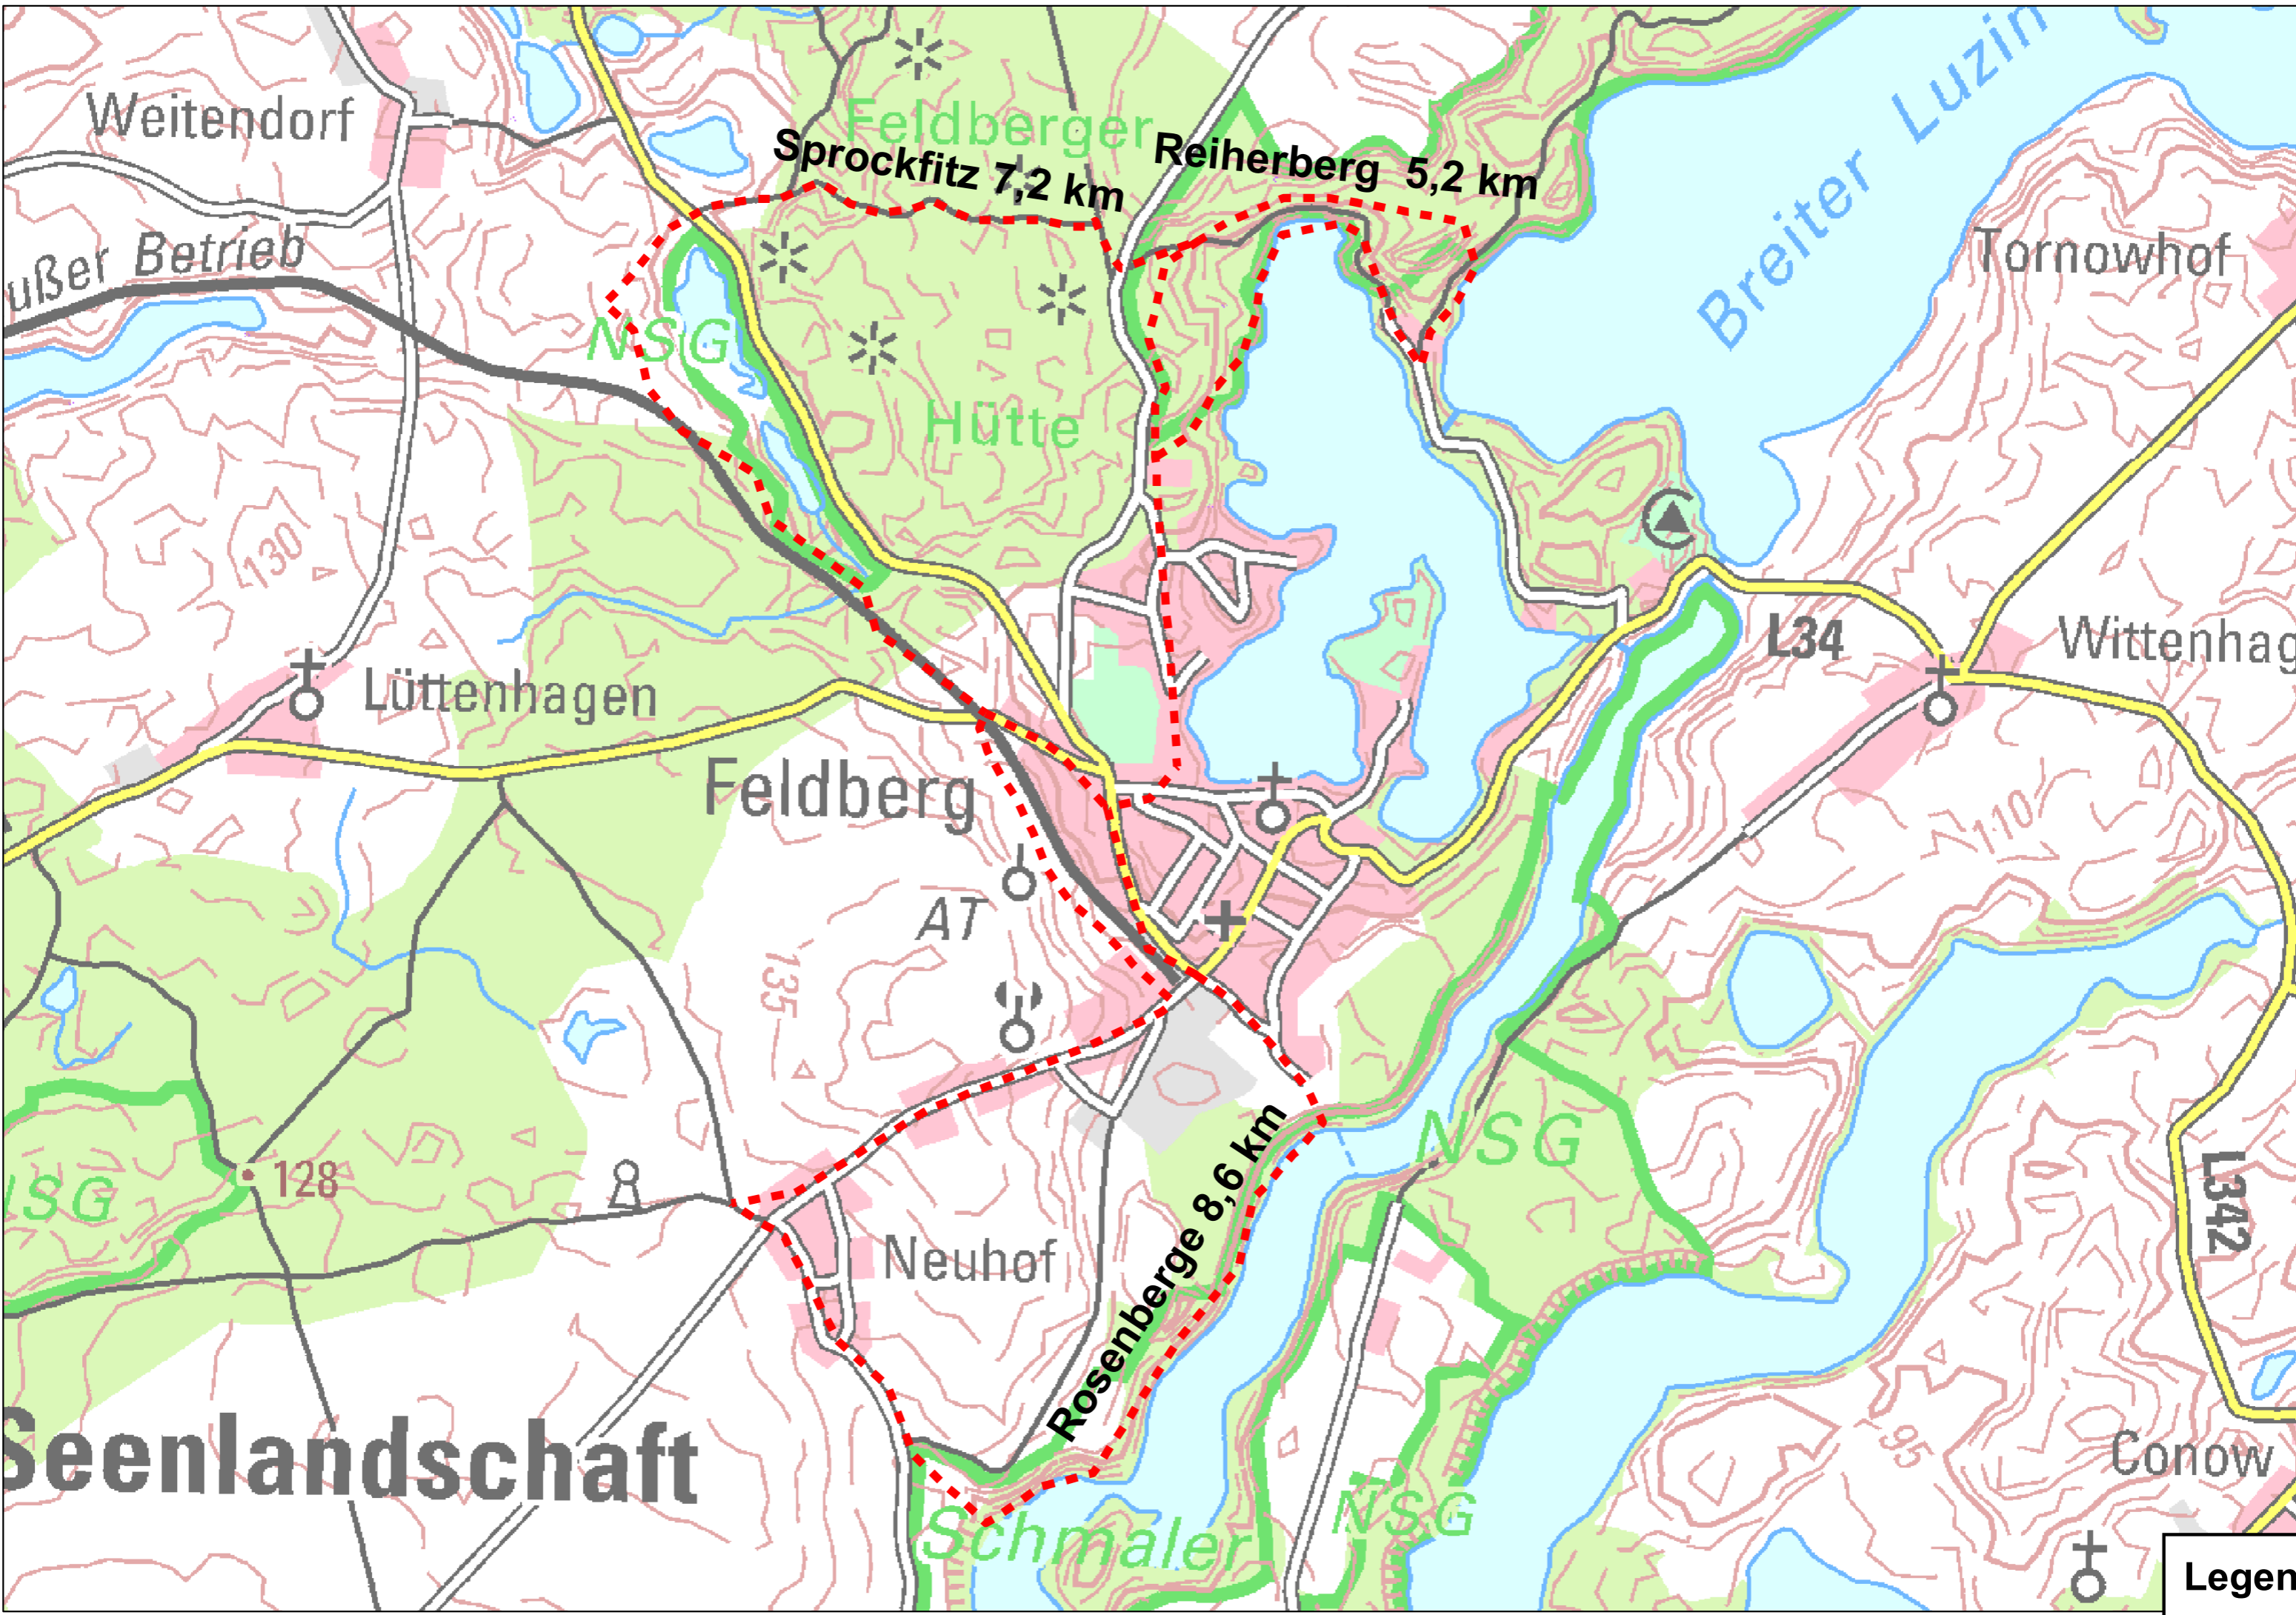 Weitendorf
Feldberger
Breiter Luzin
Sprockfitz 7,2 km
Reiherberg 5,2 km
ußer Betrieb
Tornowhof
NSG
Hütte
130
L34
Wittenhag
Lüttenhagen
Feldberg
110
AT
135
NSG
128
SG
L342
Rosenberge 8,6 km
Neuhof
Seenlandschaft
95
Conow
NSG
Schmaler
Legen